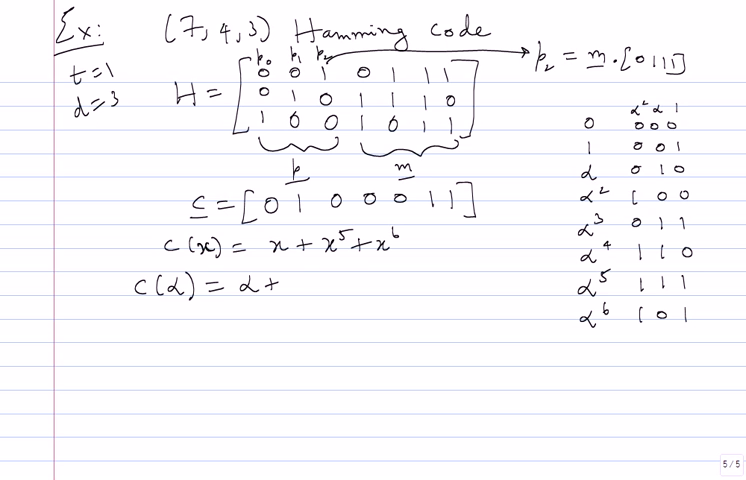 Ex: (7, 4, 3) Hamming code
t=1
d=3
p₀ p₁ p₂ → p₂ = m · [0 1 1 1]
H = [0 0 1 0 1 1 1
0 1 0 1 1 1 0
1 0 0 1 0 1 1]
p m
c = [0 1 0 0 0 1 1]
c(x) = x + x⁵ + x⁶
c(α) = α +
α² α 1
0 0 0 0
1 0 0 1
α 0 1 0
α² 1 0 0
α³ 0 1 1
α⁴ 1 1 0
α⁵ 1 1 1
α⁶ 1 0 1
5 / 5